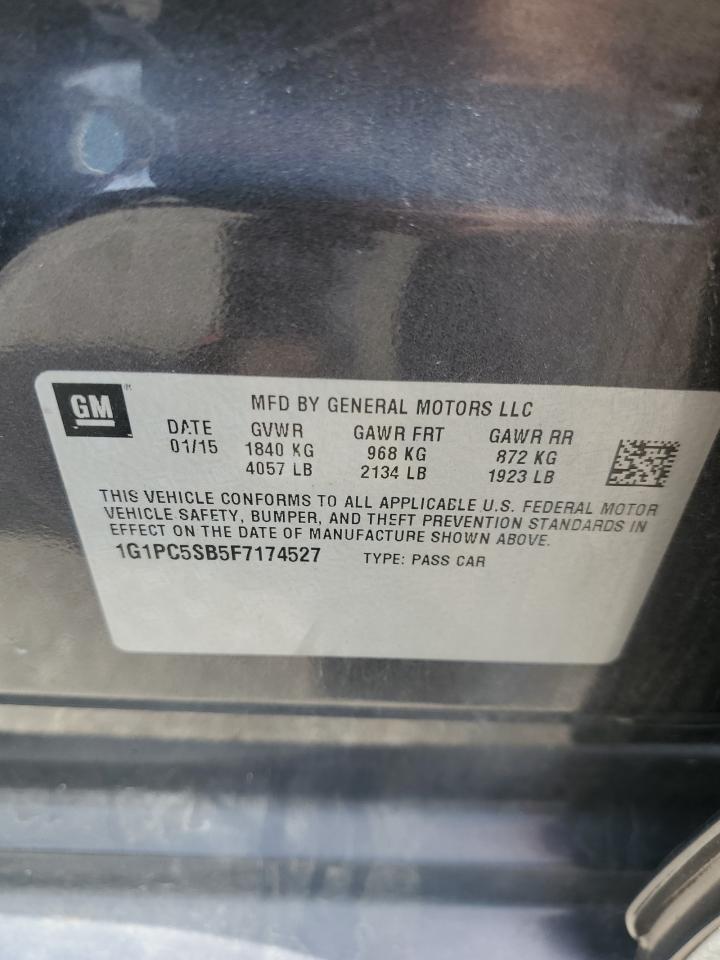 GM
MFD BY GENERAL MOTORS LLC
DATE GVWR GAWR FRT GAWR RR
01/15 1840 KG 968 KG 872 KG
4057 LB 2134 LB 1923 LB
THIS VEHICLE CONFORMS TO ALL APPLICABLE U.S. FEDERAL MOTOR
VEHICLE SAFETY, BUMPER, AND THEFT PREVENTION STANDARDS IN
EFFECT ON THE DATE OF MANUFACTURE SHOWN ABOVE.
1G1PC5SB5F7174527 TYPE: PASS CAR